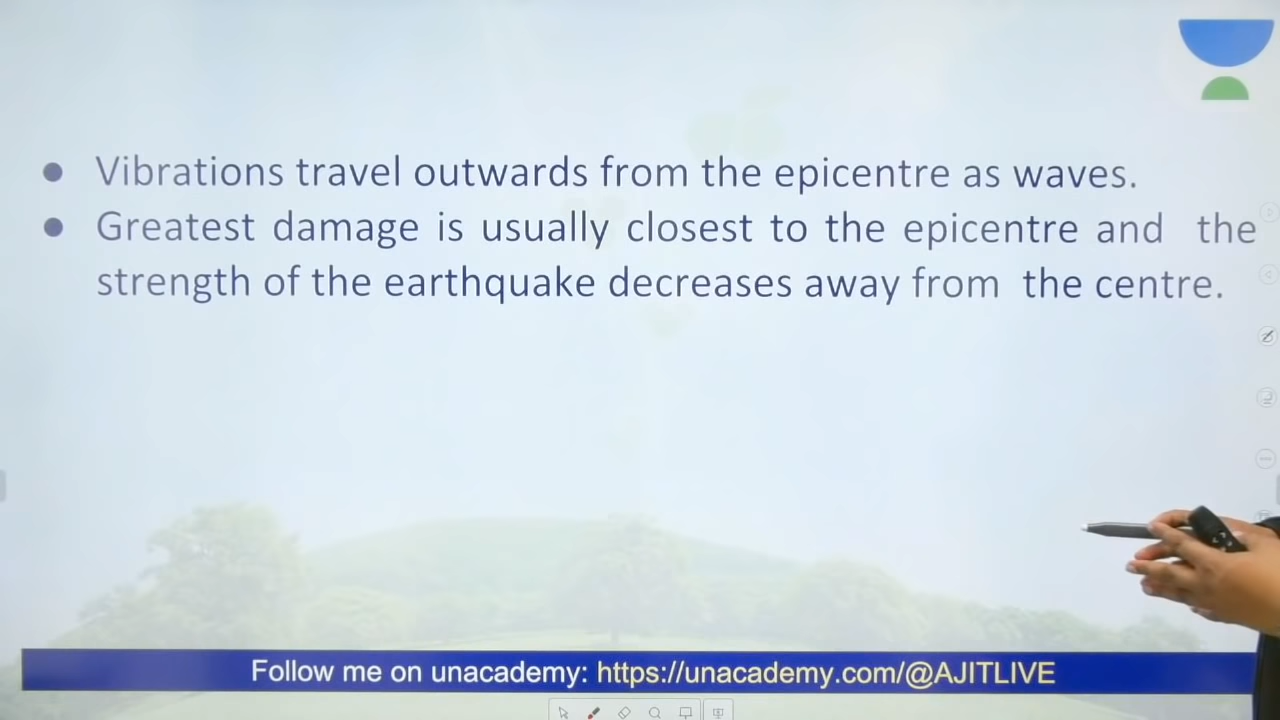 ● Vibrations travel outwards from the epicentre as waves.
● Greatest damage is usually closest to the epicentre and the
strength of the earthquake decreases away from the centre.
Follow me on unacademy: https://unacademy.com/@AJITLIVE